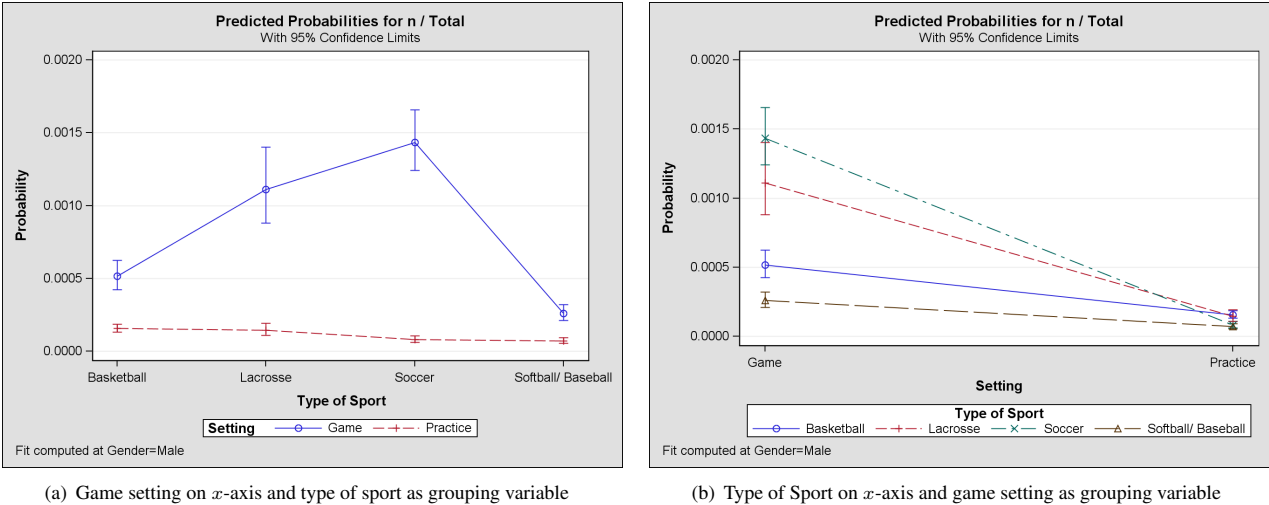 Predicted Probabilities for n / Total
With 95% Confidence Limits
0.0020
0.0015
0.0010
0.0005
0.0000
Probability
Basketball Lacrosse Soccer Softball/ Baseball
Type of Sport
Setting Game Practice
Fit computed at Gender=Male
(a) Game setting on x-axis and type of sport as grouping variable
Predicted Probabilities for n / Total
With 95% Confidence Limits
0.0020
0.0015
0.0010
0.0005
0.0000
Probability
Game Practice
Setting
Type of Sport
Basketball Lacrosse Soccer Softball/ Baseball
Fit computed at Gender=Male
(b) Type of Sport on x-axis and game setting as grouping variable